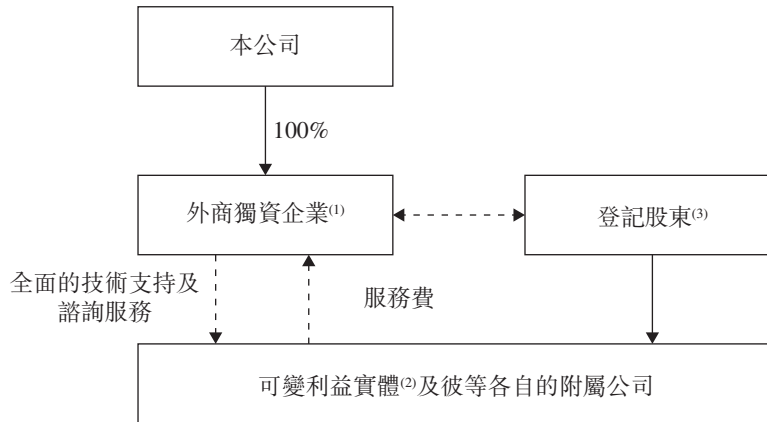 本公司
100%
外商獨資企業(1)
登記股東(3)
全面的技術支持及
諮詢服務
服務費
可變利益實體(2)及彼等各自的附屬公司